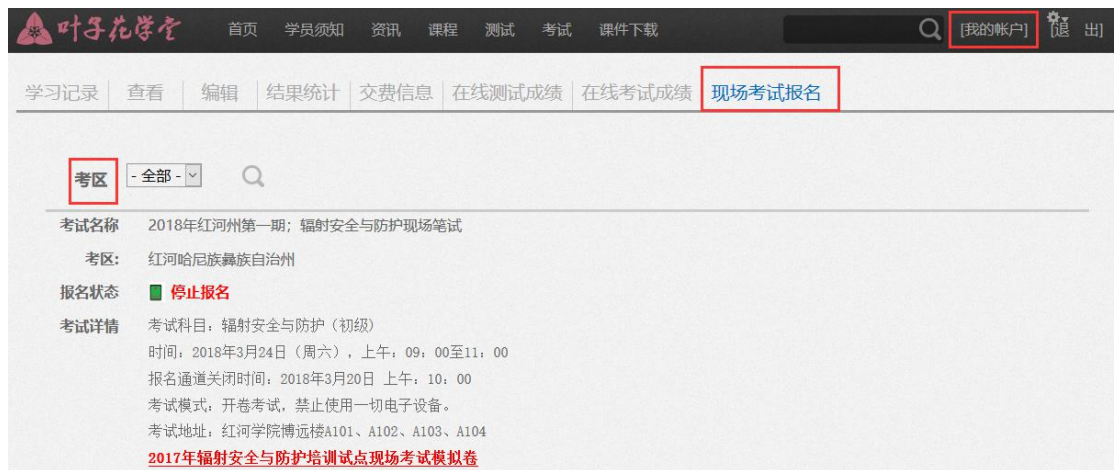 叶子花学堂 首页 学员须知 资讯 课程 测试 考试 课件下载 [我的帐户] [退 出]
学习记录 查看 编辑 结果统计 交费信息 在线测试成绩 在线考试成绩 现场考试报名
考区 - 全部 -
考试名称 2018年红河州第一期；辐射安全与防护现场笔试
考区: 红河哈尼族彝族自治州
报名状态 停止报名
考试详情 考试科目：辐射安全与防护（初级）
时间：2018年3月24日（周六），上午：09：00至11：00
报名通道关闭时间：2018年3月20日 上午：10：00
考试模式：开卷考试，禁止使用一切电子设备。
考试地址：红河学院博远楼A101、A102、A103、A104
2017年辐射安全与防护培训试点现场考试模拟卷